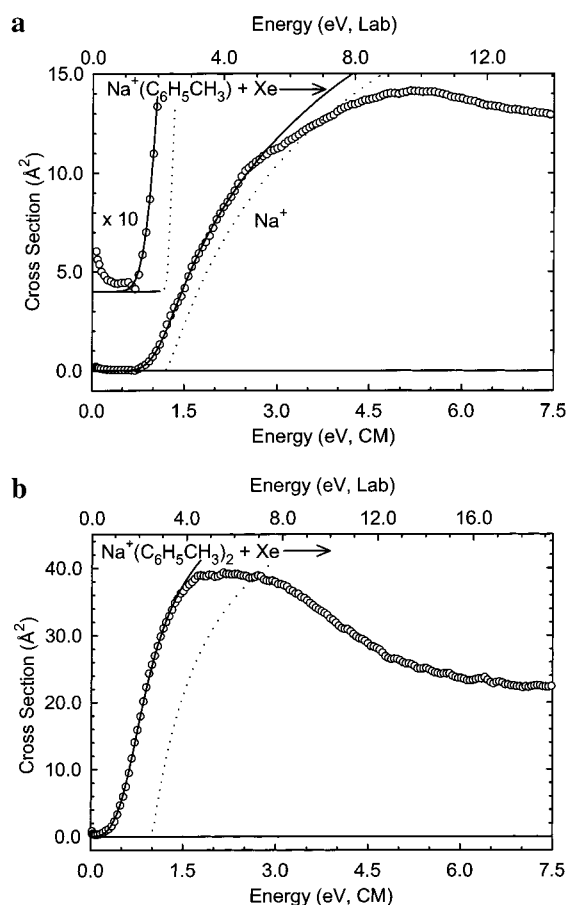 a
Energy (eV, Lab)
0.0 4.0 8.0 12.0
15.0
Na⁺(C₆H₅CH₃) + Xe
x 10
10.0
Na⁺
Cross Section (Å²)
5.0
0.0
0.0 1.5 3.0 4.5 6.0 7.5
Energy (eV, CM)
b
Energy (eV, Lab)
0.0 4.0 8.0 12.0 16.0
Na⁺(C₆H₅CH₃)₂ + Xe
40.0
30.0
Cross Section (Å²)
20.0
10.0
0.0
0.0 1.5 3.0 4.5 6.0 7.5
Energy (eV, CM)